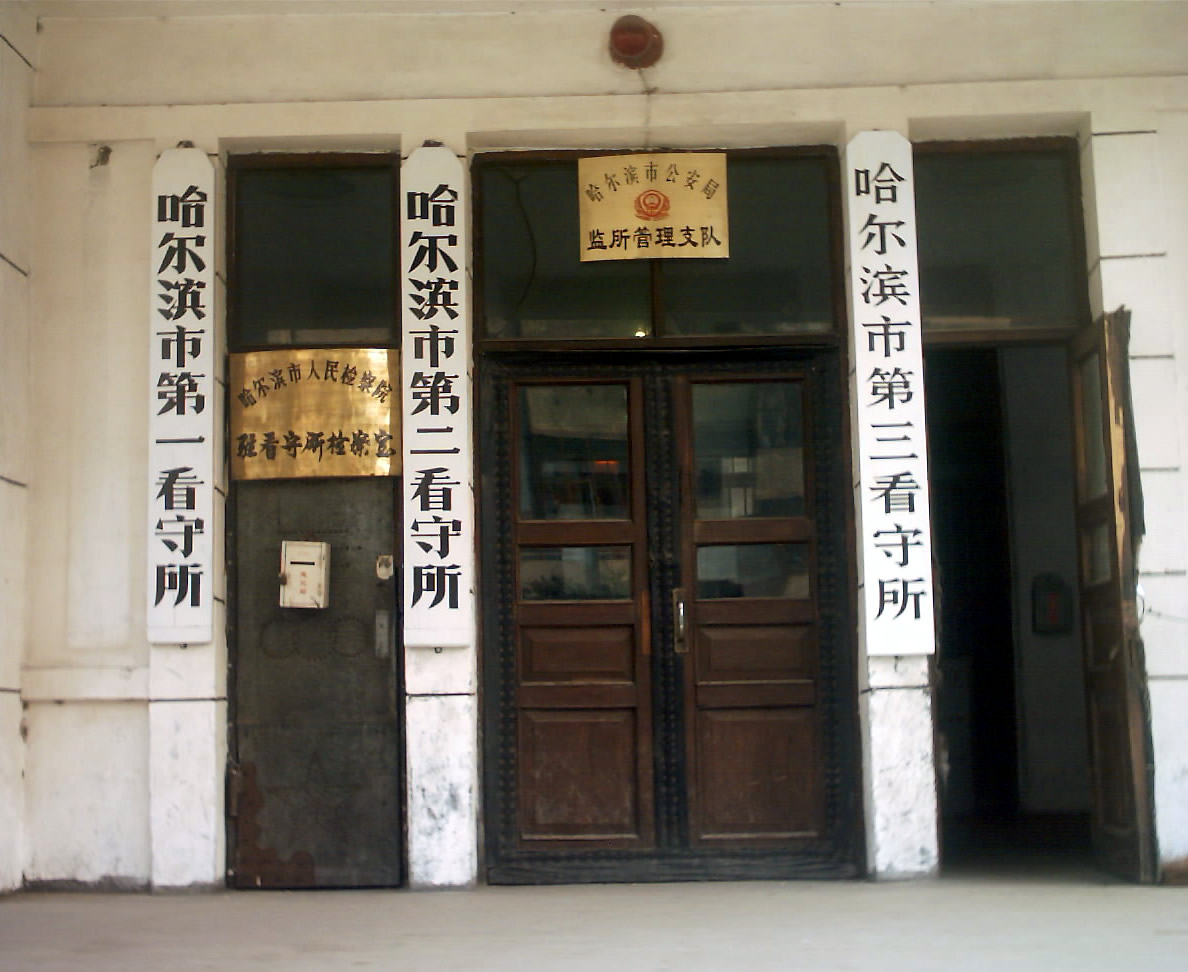 哈尔滨市第一看守所
哈尔滨市人民检察院
驻看守所检察室
哈尔滨市第二看守所
哈尔滨市公安局
监所管理支队
哈尔滨市第三看守所